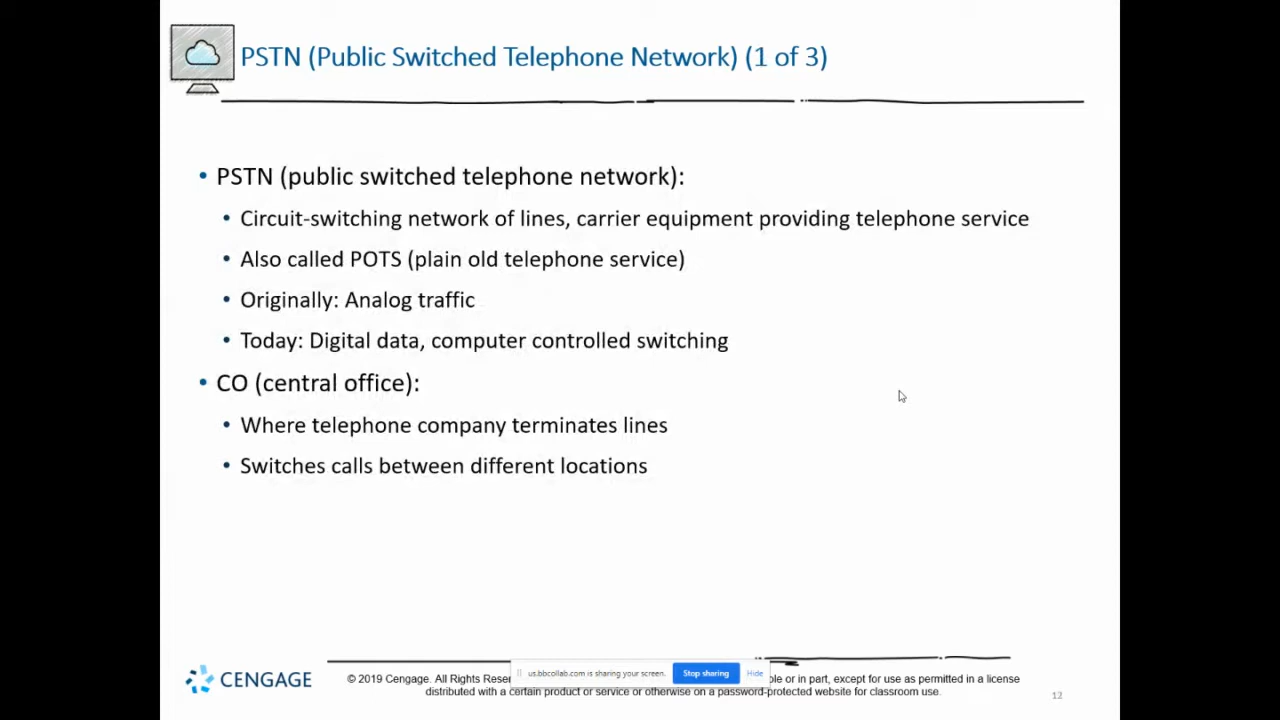 PSTN (Public Switched Telephone Network) (1 of 3)
• PSTN (public switched telephone network):
• Circuit-switching network of lines, carrier equipment providing telephone service
• Also called POTS (plain old telephone service)
• Originally: Analog traffic
• Today: Digital data, computer controlled switching
• CO (central office):
• Where telephone company terminates lines
• Switches calls between different locations
CENGAGE
© 2019 Cengage. All Rights Rese
us.bbcollab.com is sharing your screen.
Stop sharing
Hide
ble or in part, except for use as permitted in a license
distributed with a certain product or service or otherwise on a password-protected website for classroom use.
12